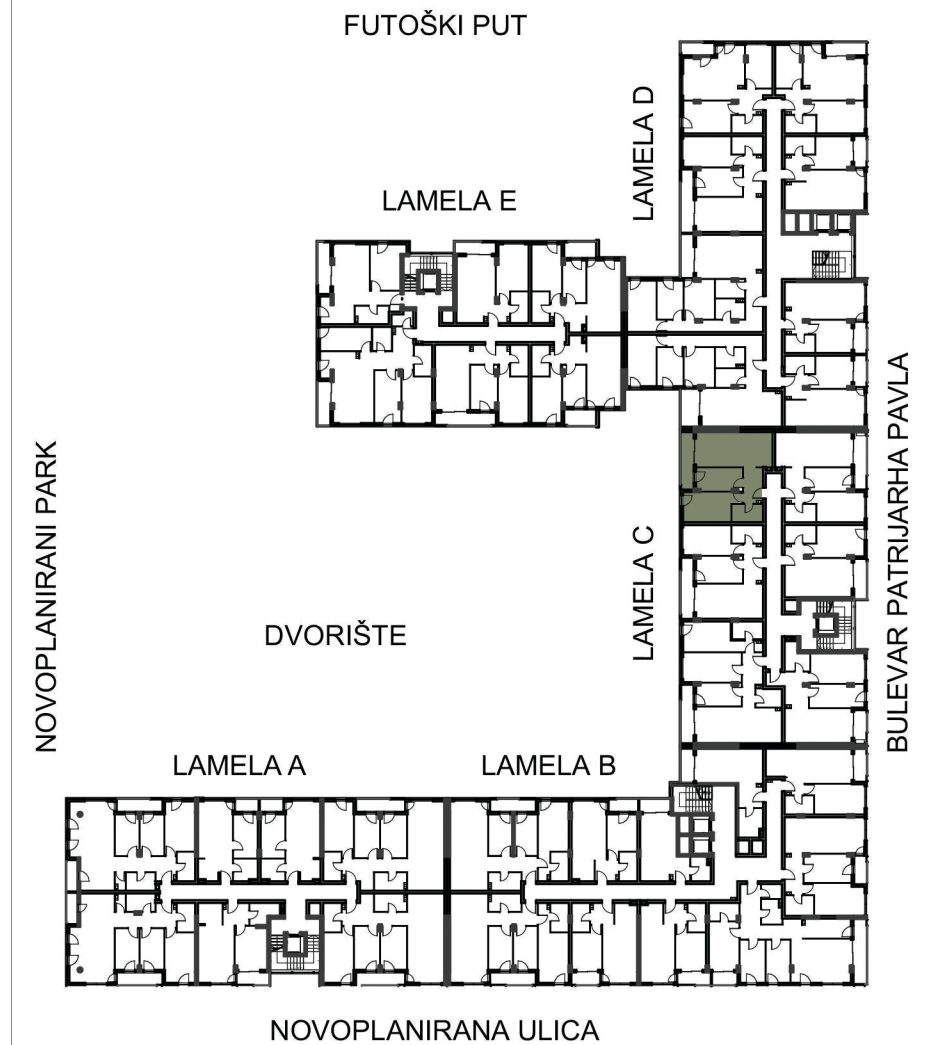 FUTOŠKI PUT
LAMELA D
LAMELA E
BULEVAR PATRIJARHA PAVLA
NOVOPLANIRANI PARK
LAMELA C
DVORIŠTE
LAMELA A
LAMELA B
NOVOPLANIRANA ULICA